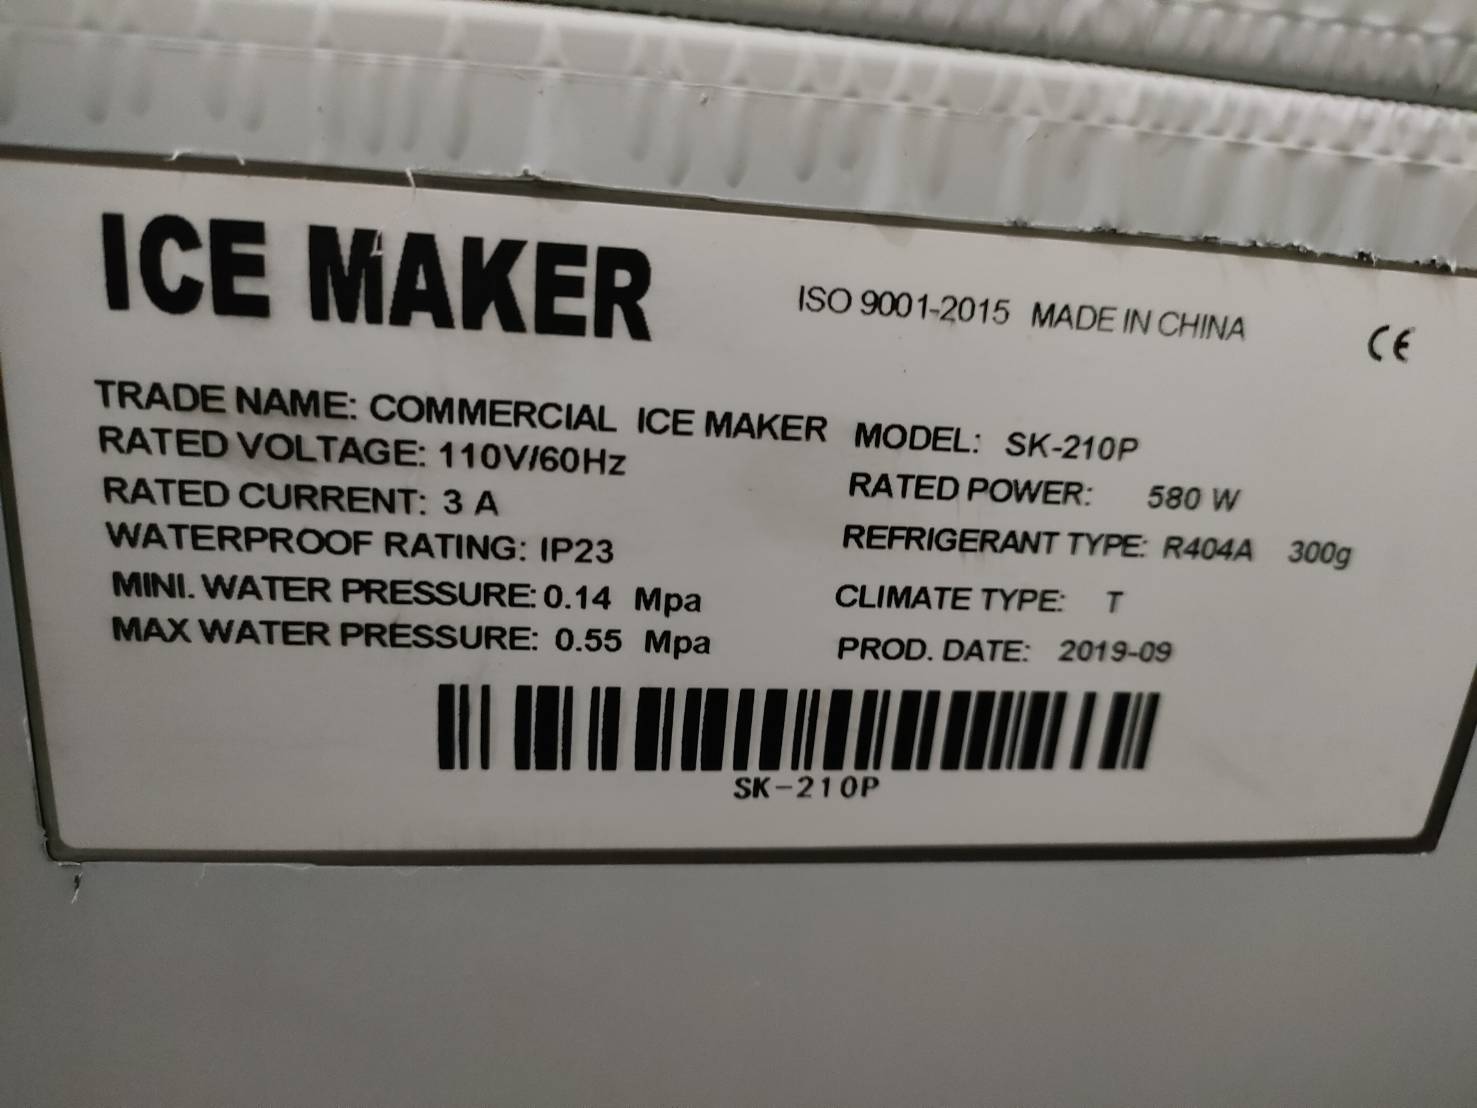 ICE MAKER
ISO 9001-2015 MADE IN CHINA CE
TRADE NAME: COMMERCIAL ICE MAKER MODEL: SK-210P
RATED VOLTAGE: 110V/60Hz RATED POWER: 580 W
RATED CURRENT: 3 A REFRIGERANT TYPE: R404A 300g
WATERPROOF RATING: IP23 CLIMATE TYPE: T
MINI. WATER PRESSURE: 0.14 Mpa PROD. DATE: 2019-09
MAX WATER PRESSURE: 0.55 Mpa
SK-210P